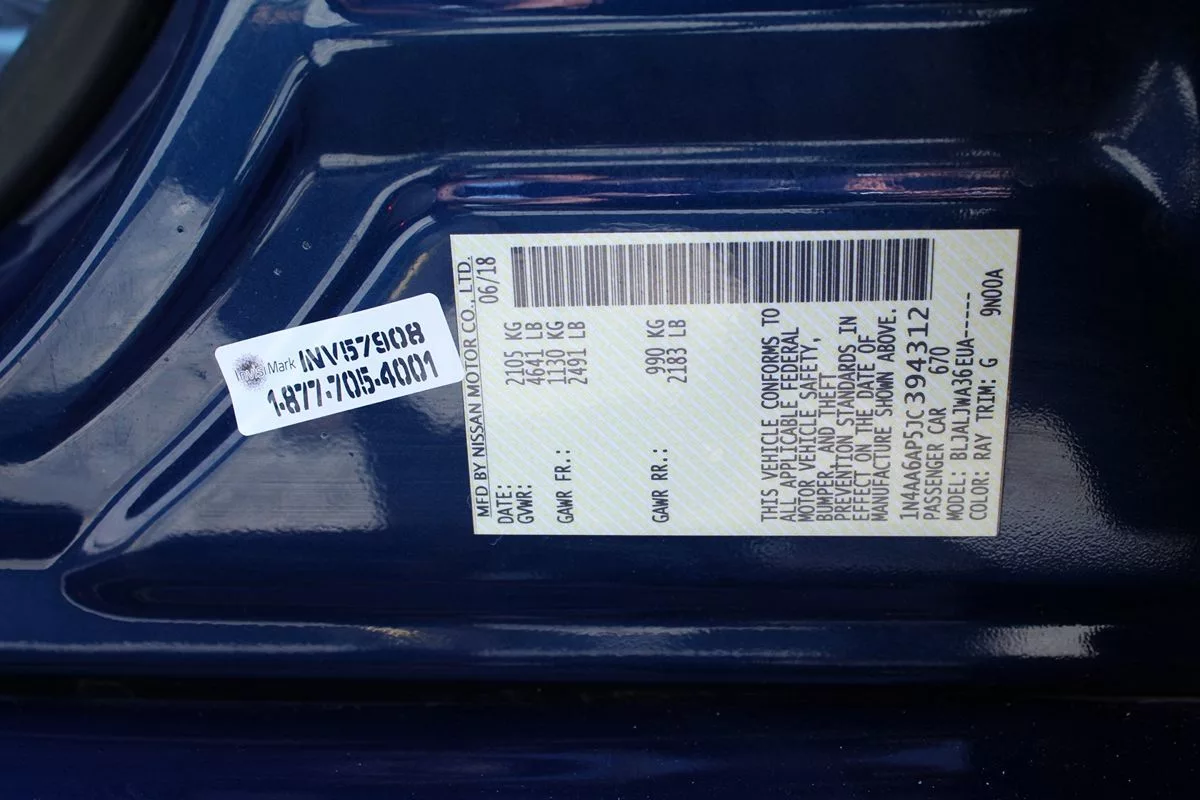 InVisiMark INV57908
1-877-705-4001
MFD BY NISSAN MOTOR CO., LTD.
DATE: 06/18
GVWR: 2105 KG
4641 LB
GAWR FR.: 1130 KG
2491 LB
GAWR RR.: 990 KG
2183 LB
THIS VEHICLE CONFORMS TO
ALL APPLICABLE FEDERAL
MOTOR VEHICLE SAFETY,
BUMPER AND THEFT
PREVENTION STANDARDS IN
EFFECT ON THE DATE OF
MANUFACTURE SHOWN ABOVE.
1N4AA6AP5JC394312
PASSENGER CAR 670
MODEL: BLJALJWA36EUA-----
COLOR: RAY TRIM: G 9N00A